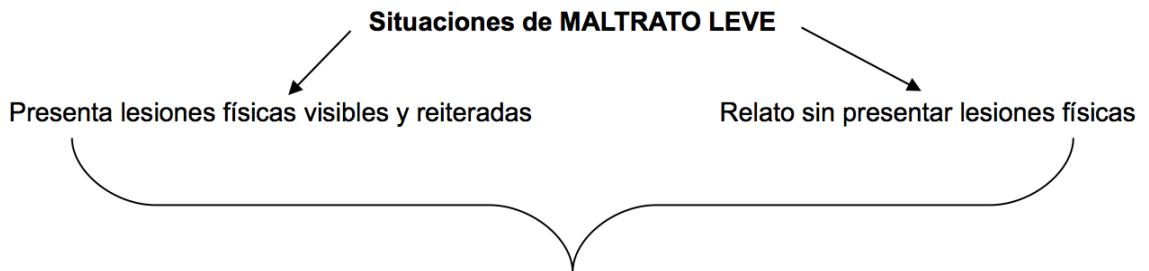 Situaciones de MALTRATO LEVE
Presenta lesiones físicas visibles y reiteradas
Relato sin presentar lesiones físicas